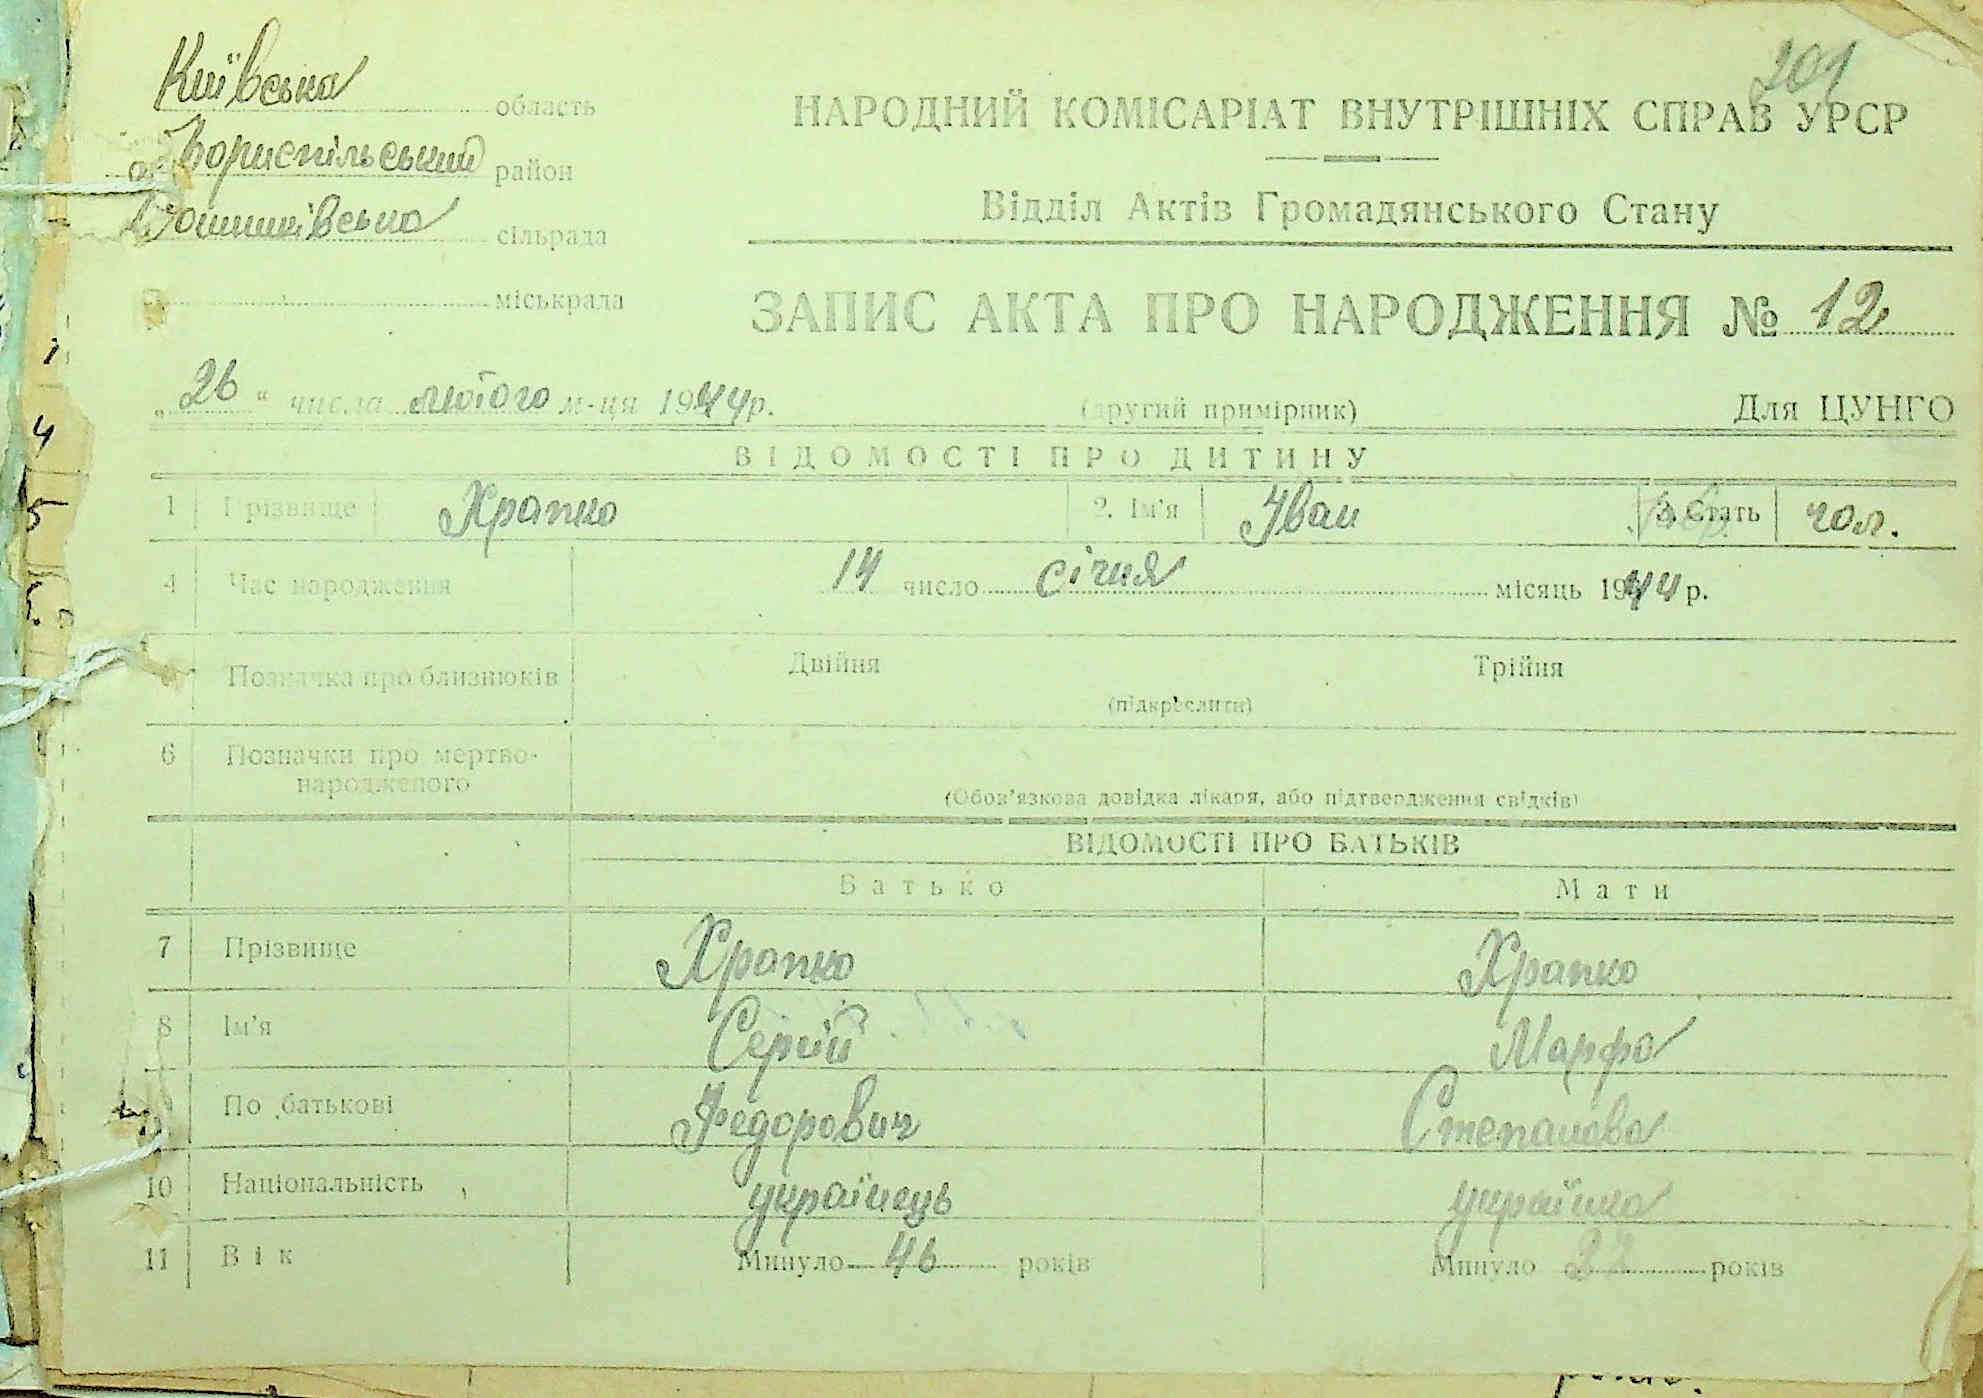 201
Київська область
Бориспільський район
сільрада
міськрада
НАРОДНИЙ КОМІСАРІАТ ВНУТРІШНІХ СПРАВ УРСР
Відділ Актів Громадянського Стану
ЗАПИС АКТА ПРО НАРОДЖЕННЯ № 12
„26“ числа лютого м-ця 1944р.
(другий примірник) Для ЦУНГО
ВІДОМОСТІ ПРО ДИТИНУ
1 Прізвище Храпко 2. Ім'я Іван 3. Стать чол.
4 Час народження 14 число січня місяць 1944 р.
5 Позначка про близнюків Двійня Трійня
(підкреслити)
6 Позначки про мертво-
народженого
(Обов'язкова довідка лікаря, або підтвердження свідків)
ВІДОМОСТІ ПРО БАТЬКІВ
Батько Мати
7 Прізвище Храпко Храпко
8 Ім'я Сергій Марфа
9 По батькові Федорович Степанова
10 Національність українець українка
11 Вік Минуло 46 років Минуло років